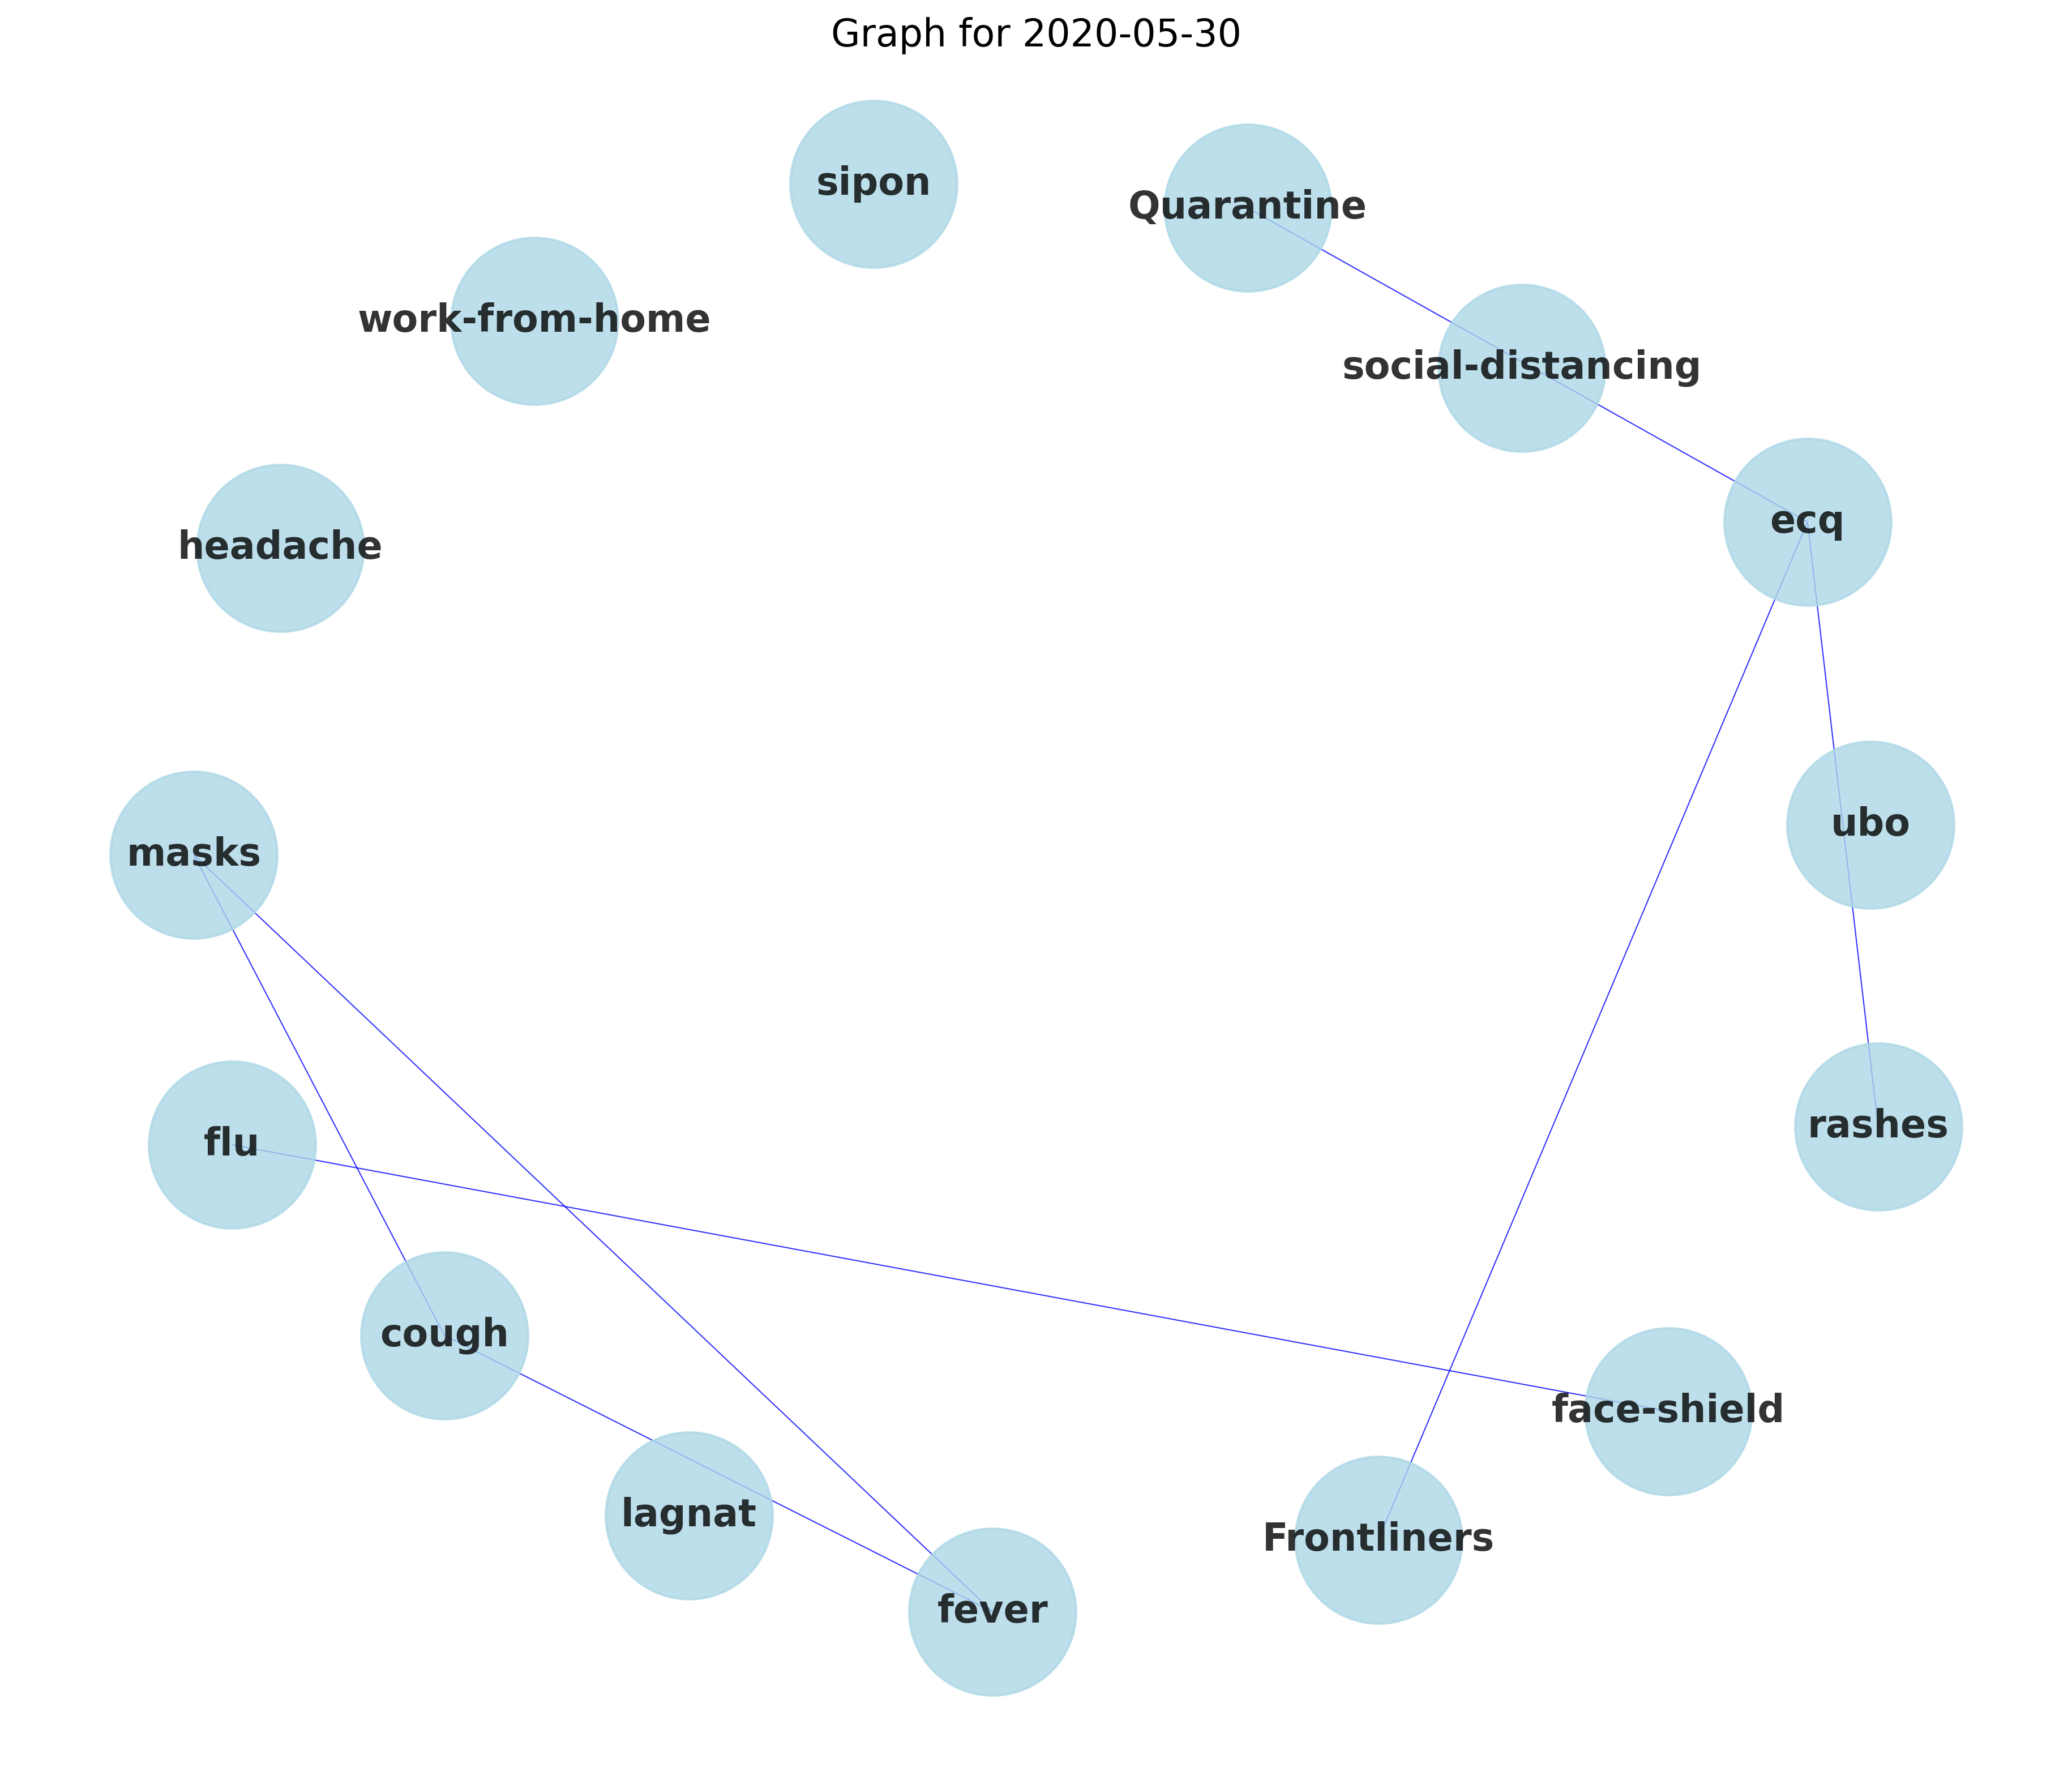 Graph for 2020-05-30
sipon
Quarantine
work-from-home
social-distancing
ecq
headache
ubo
masks
rashes
flu
cough
face-shield
lagnat
Frontliners
fever